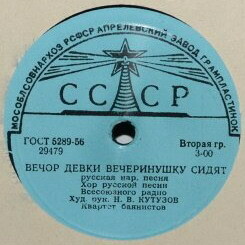 МОСОБЛСОВНАРХОЗ РСФСР АПРЕЛЕВСКИЙ ЗАВОД ГРАМПЛАСТИНОК
СССР
ГОСТ 5289-56 Вторая гр.
29479 3-00
ВЕЧОР ДЕВКИ ВЕЧЕРИНУШКУ СИДЯТ
русская нар. песня
Хор русской песни
Всесоюзного радио
Худ. рук. Н. В. КУТУЗОВ
Квартет баянистов